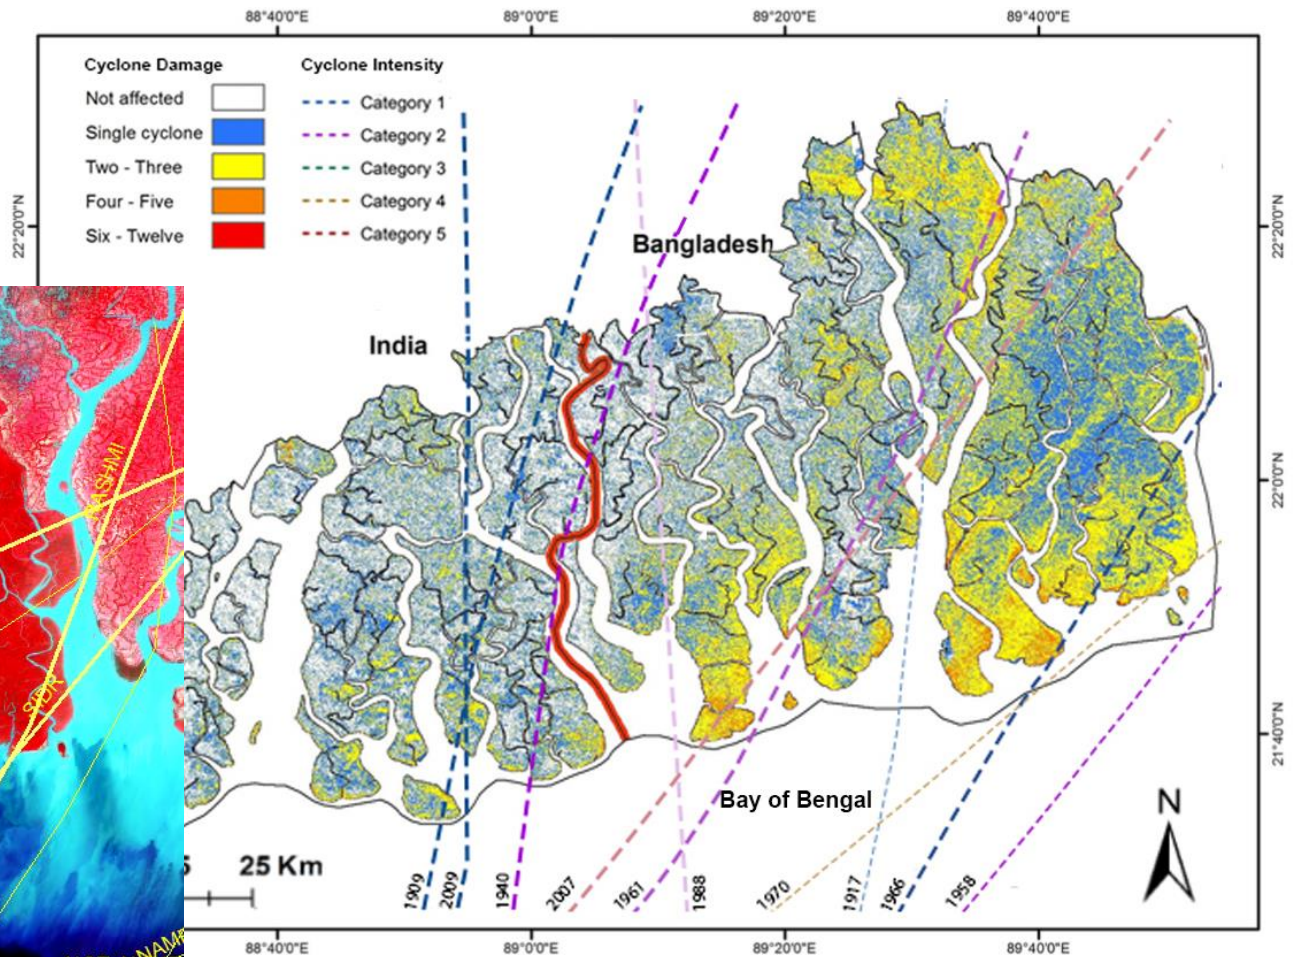 88°40'0"E 89°0'0"E 89°20'0"E 89°40'0"E
Cyclone Damage
Not affected
Single cyclone
Two - Three
Four - Five
Six - Twelve
Cyclone Intensity
Category 1
Category 2
Category 3
Category 4
Category 5
22°20'0"N
22°20'0"N
Bangladesh
India
22°0'0"N
21°40'0"N
Bay of Bengal
N
25 Km
1909
2009
1940
2007
1961
1988
1970
1917
1966
1958
RASHMI
SIDR
88°40'0"E 89°0'0"E 89°20'0"E 89°40'0"E